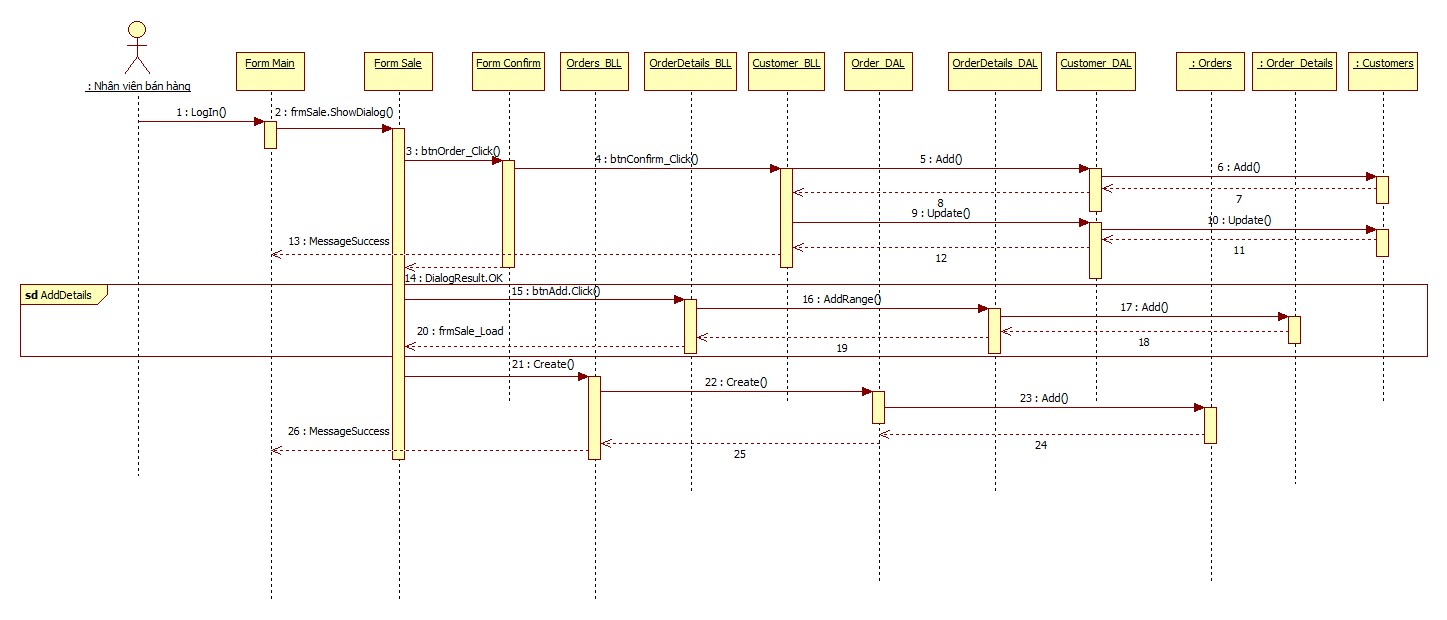 : Nhân viên bán hàng
Form Main
Form Sale
Form Confirm
Orders_BLL
OrderDetails_BLL
Customer_BLL
Order_DAL
OrderDetails_DAL
Customer_DAL
: Orders
: Order_Details
: Customers
1 : LogIn()
2 : frmSale.ShowDialog()
3 : btnOrder_Click()
4 : btnConfirm_Click()
5 : Add()
6 : Add()
7
8
9 : Update()
10 : Update()
11
12
13 : MessageSuccess
14 : DialogResult.OK
sd AddDetails
15 : btnAdd.Click()
16 : AddRange()
17 : Add()
18
19
20 : frmSale_Load
21 : Create()
22 : Create()
23 : Add()
24
25
26 : MessageSuccess